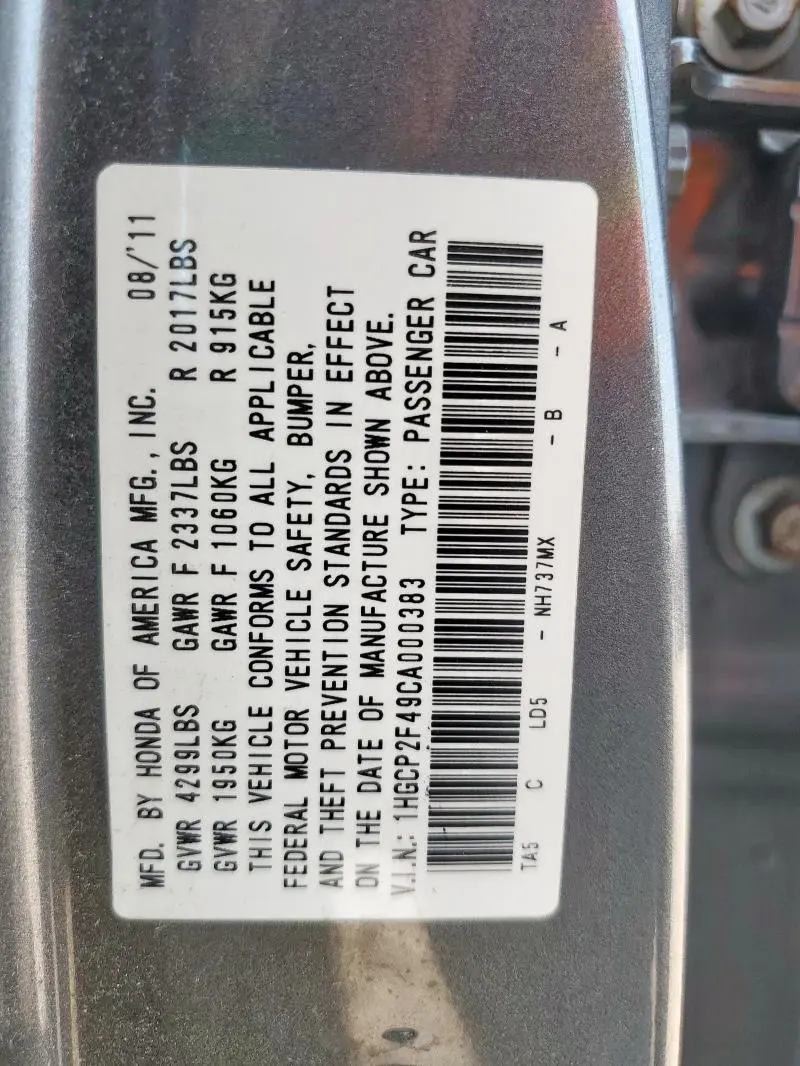 MFD. BY HONDA OF AMERICA MFG., INC. 08/'11
GVWR 4299LBS GAWR F 2337LBS R 2017LBS
GVWR 1950KG GAWR F 1060KG R 915KG
THIS VEHICLE CONFORMS TO ALL APPLICABLE
FEDERAL MOTOR VEHICLE SAFETY, BUMPER,
AND THEFT PREVENTION STANDARDS IN EFFECT
ON THE DATE OF MANUFACTURE SHOWN ABOVE.
V.I.N.: 1HGCP2F49CA000383 TYPE: PASSENGER CAR
TA5 C LD5 - NH737MX - B - A